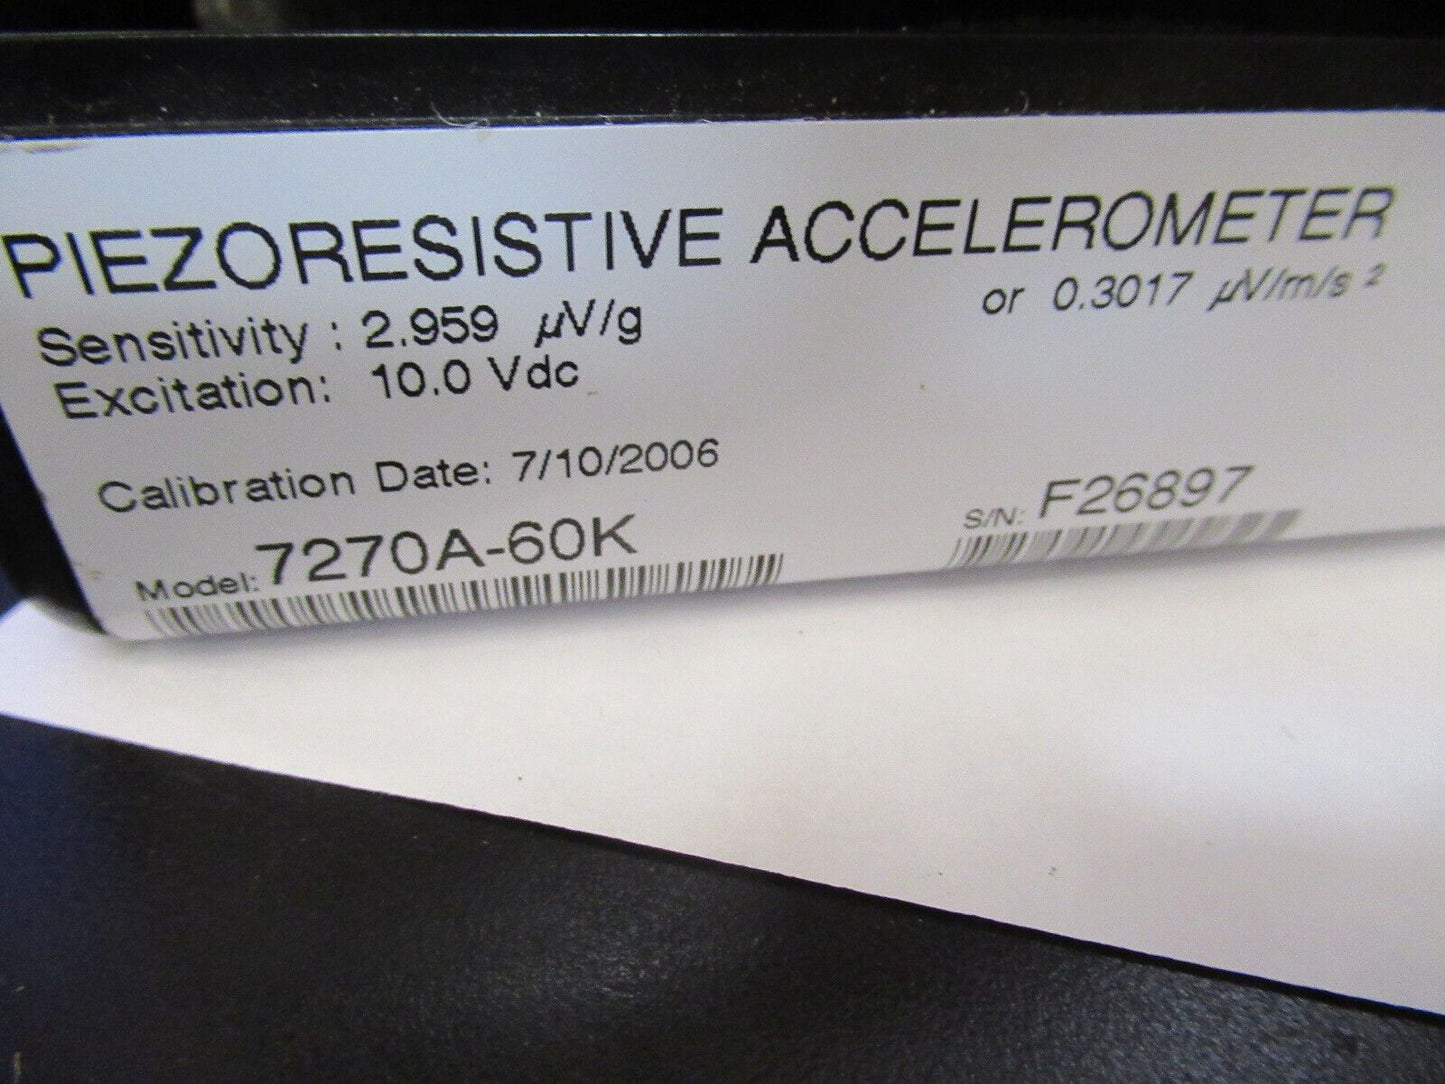 PIEZORESISTIVE ACCELEROMETER
Sensitivity : 2.959 µV/g or 0.3017 µV/m/s²
Excitation: 10.0 Vdc
Calibration Date: 7/10/2006
Model: 7270A-60K S/N: F26897